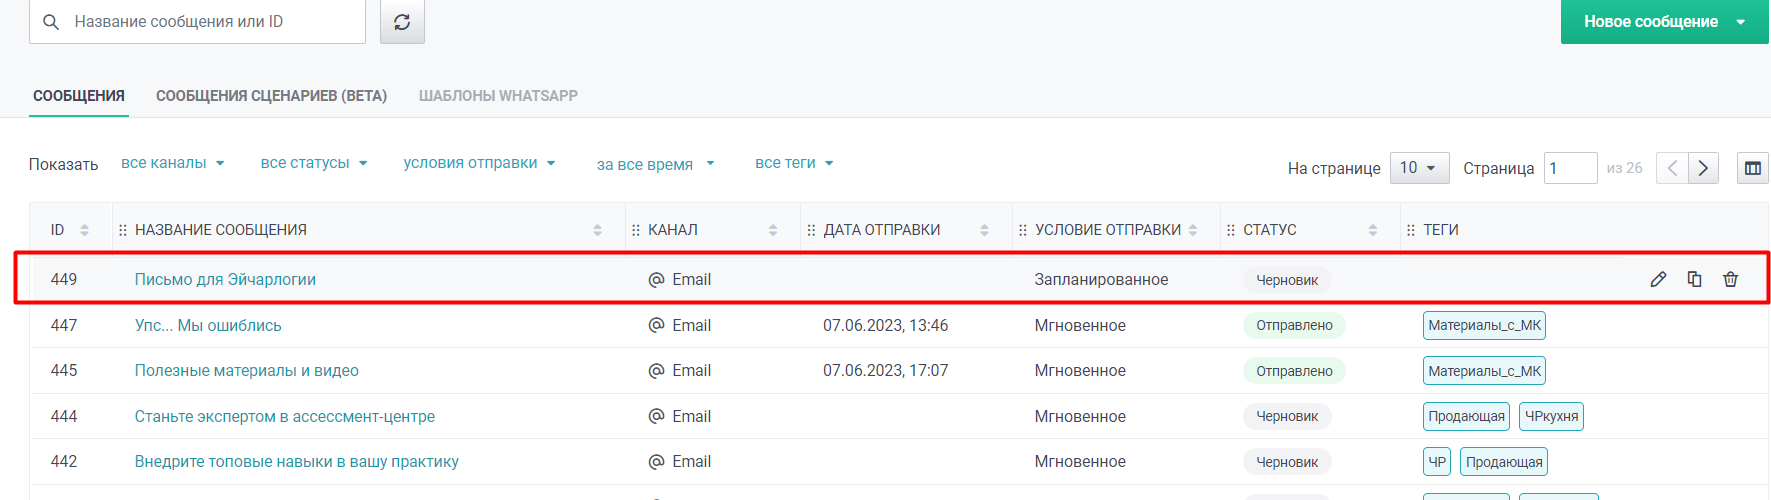 Название сообщения или ID
Новое сообщение
СООБЩЕНИЯ СООБЩЕНИЯ СЦЕНАРИЕВ (BETA) ШАБЛОНЫ WHATSAPP
Показать все каналы все статусы условия отправки за все время все теги На странице 10 Страница 1 из 26
ID НАЗВАНИЕ СООБЩЕНИЯ КАНАЛ ДАТА ОТПРАВКИ УСЛОВИЕ ОТПРАВКИ СТАТУС ТЕГИ
449 Письмо для Эйчарлогии Email Запланированное Черновик
447 Упс... Мы ошиблись Email 07.06.2023, 13:46 Мгновенное Отправлено Материалы_с_МК
445 Полезные материалы и видео Email 07.06.2023, 17:07 Мгновенное Отправлено Материалы_с_МК
444 Станьте экспертом в ассессмент-центре Email Мгновенное Черновик Продающая ЧРкухня
442 Внедрите топовые навыки в вашу практику Email Мгновенное Черновик ЧР Продающая